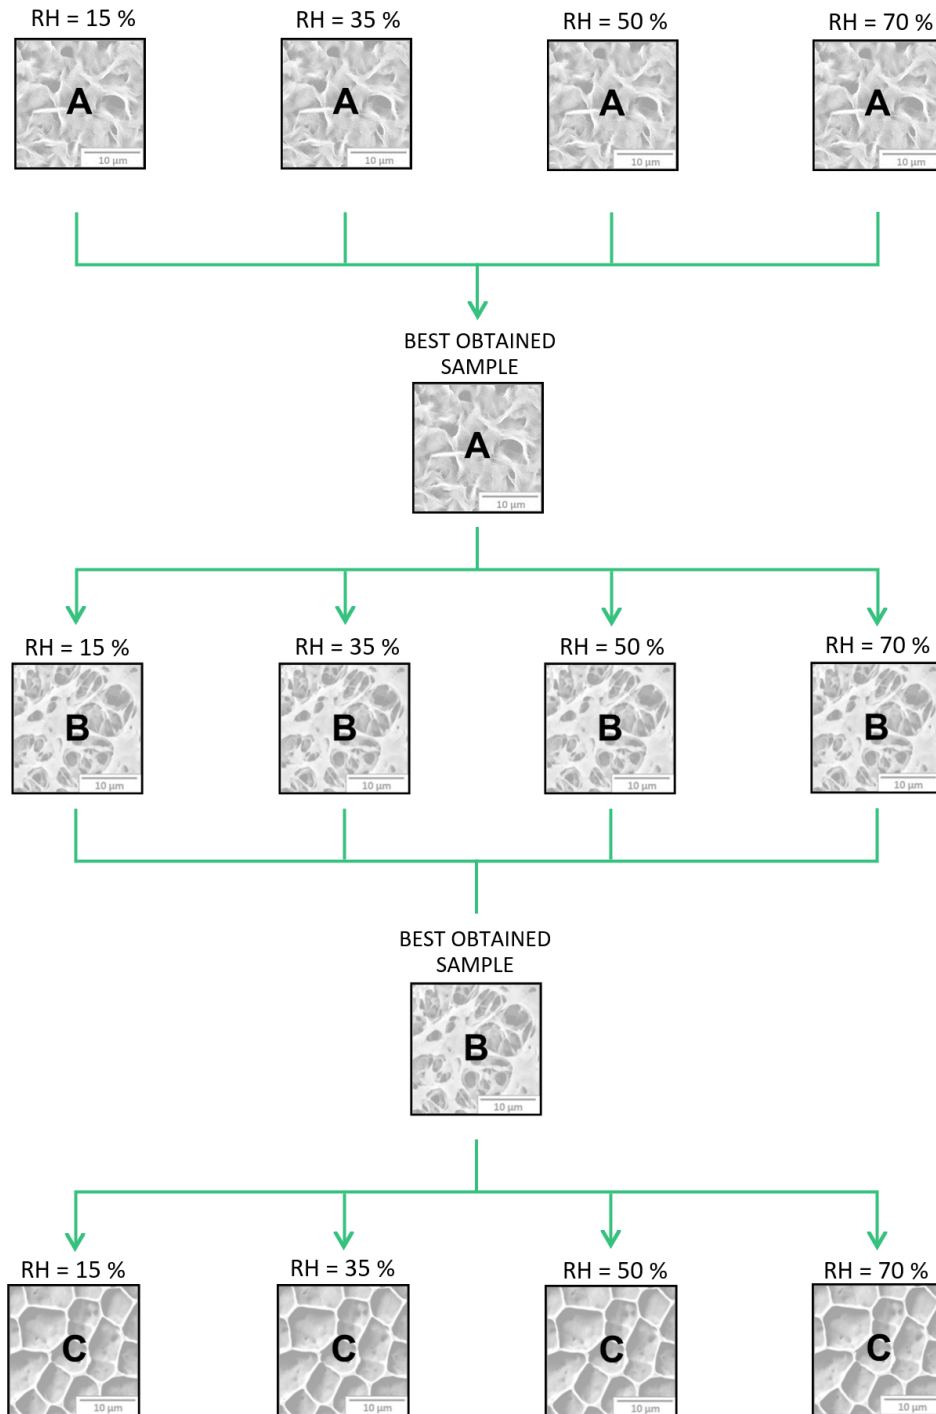 RH = 15 %
RH = 35 %
RH = 50 %
RH = 70 %
A
10 µm
A
10 µm
A
10 µm
A
10 µm
BEST OBTAINED
SAMPLE
A
10 µm
RH = 15 %
RH = 35 %
RH = 50 %
RH = 70 %
B
10 µm
B
10 µm
B
10 µm
B
10 µm
BEST OBTAINED
SAMPLE
B
10 µm
RH = 15 %
RH = 35 %
RH = 50 %
RH = 70 %
C
10 µm
C
10 µm
C
10 µm
C
10 µm